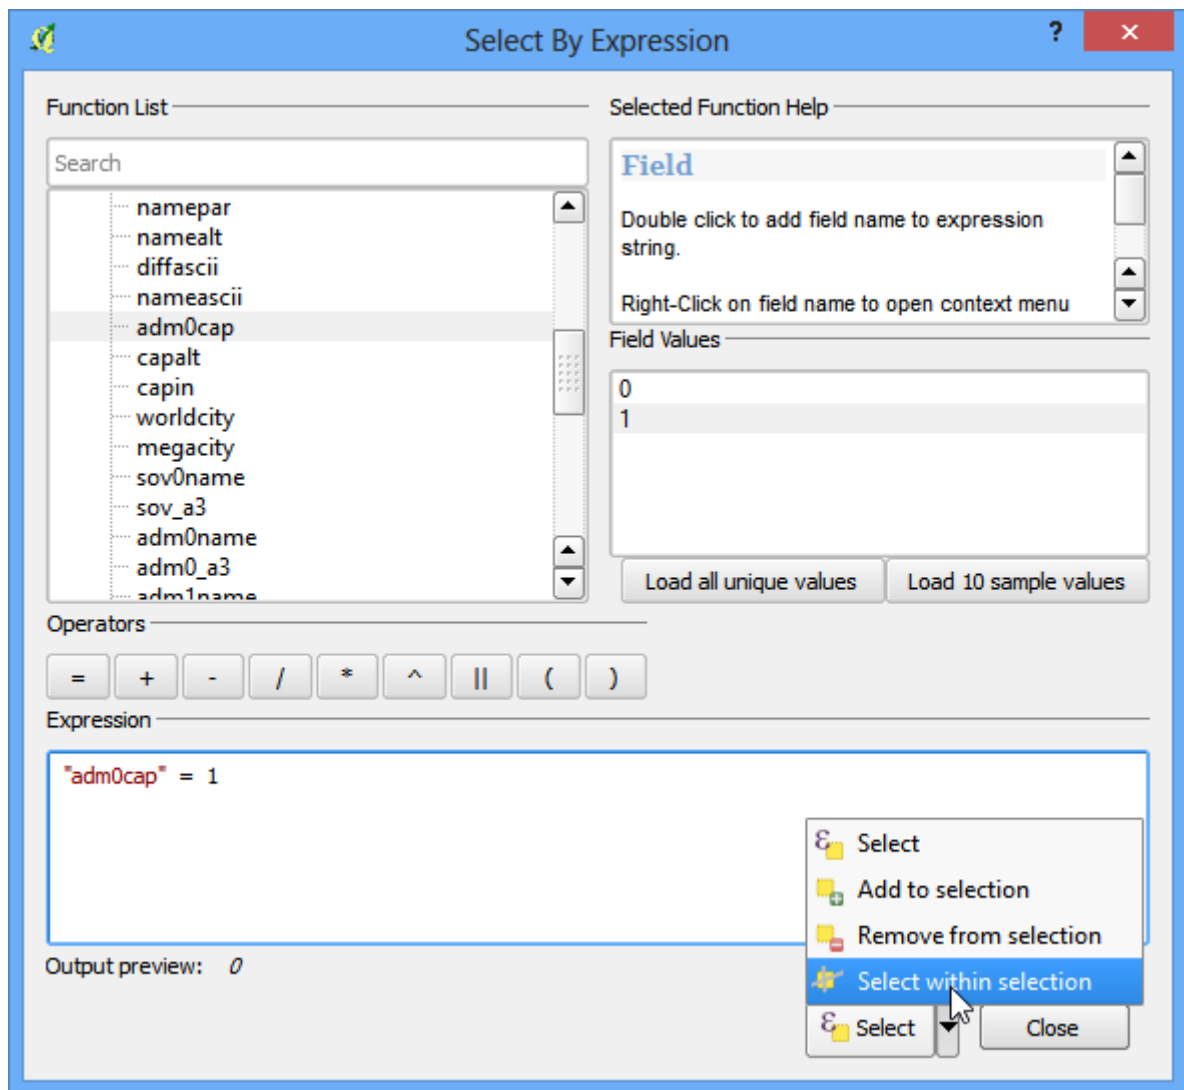 Select By Expression
?
×
Function List
Search
namepar
namealt
diffascii
nameascii
adm0cap
capalt
capin
worldcity
megacity
sov0name
sov_a3
adm0name
adm0_a3
adm1name
Selected Function Help
Field
Double click to add field name to expression
string.
Right-Click on field name to open context menu
Field Values
0
1
Load all unique values
Load 10 sample values
Operators
= + - / * ^ || ( )
Expression
"adm0cap" = 1
Output preview: 0
Select
Add to selection
Remove from selection
Select within selection
Select
Close